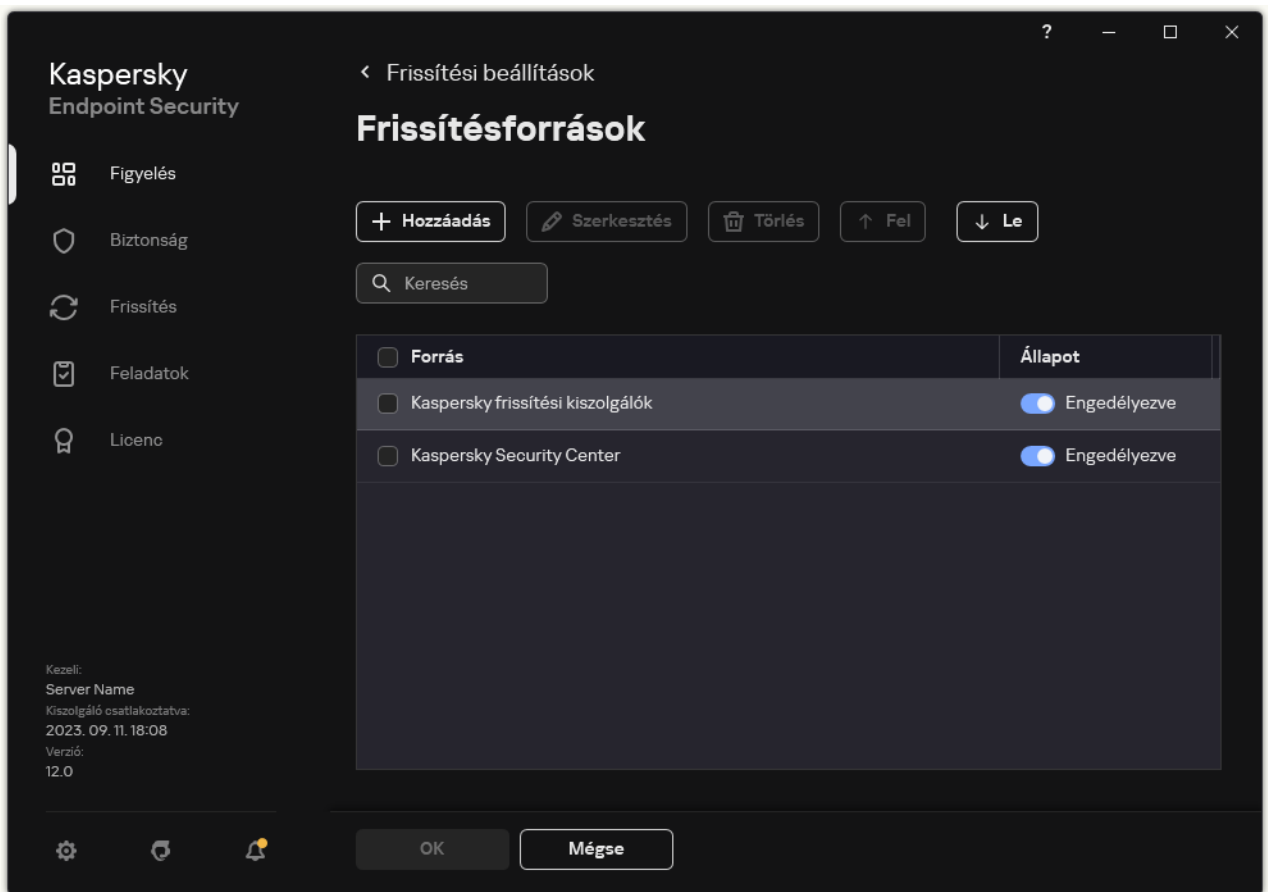 ?
Kaspersky
Endpoint Security
Figyelés
Biztonság
Frissítés
Feladatok
Licenc
Kezeli:
Server Name
Kiszolgáló csatlakoztatva:
2023. 09. 11. 18:08
Verzió:
12.0
Frissítési beállítások
Frissítésforrások
Hozzáadás Szerkesztés Törlés Fel Le
Keresés
Forrás Állapot
Kaspersky frissítési kiszolgálók Engedélyezve
Kaspersky Security Center Engedélyezve
OK Mégse